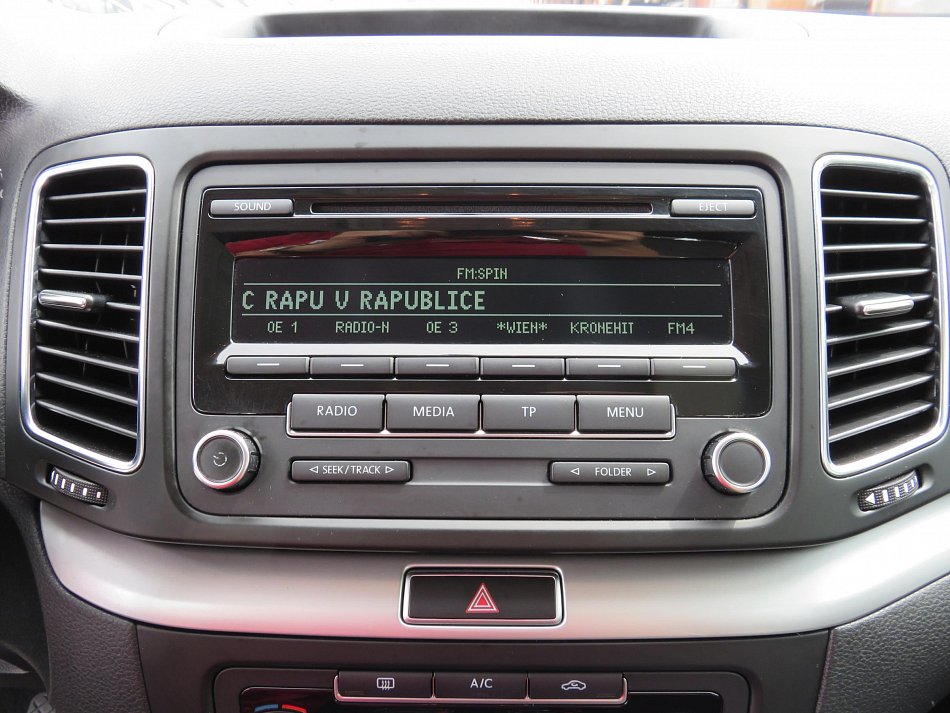 SOUND EJECT
FM:SPIN
C RAPU V RAPUBLICE
OE 1 RADIO-N OE 3 *WIEN* KRONEHIT FM4
RADIO MEDIA TP MENU
SEEK/TRACK FOLDER
A/C